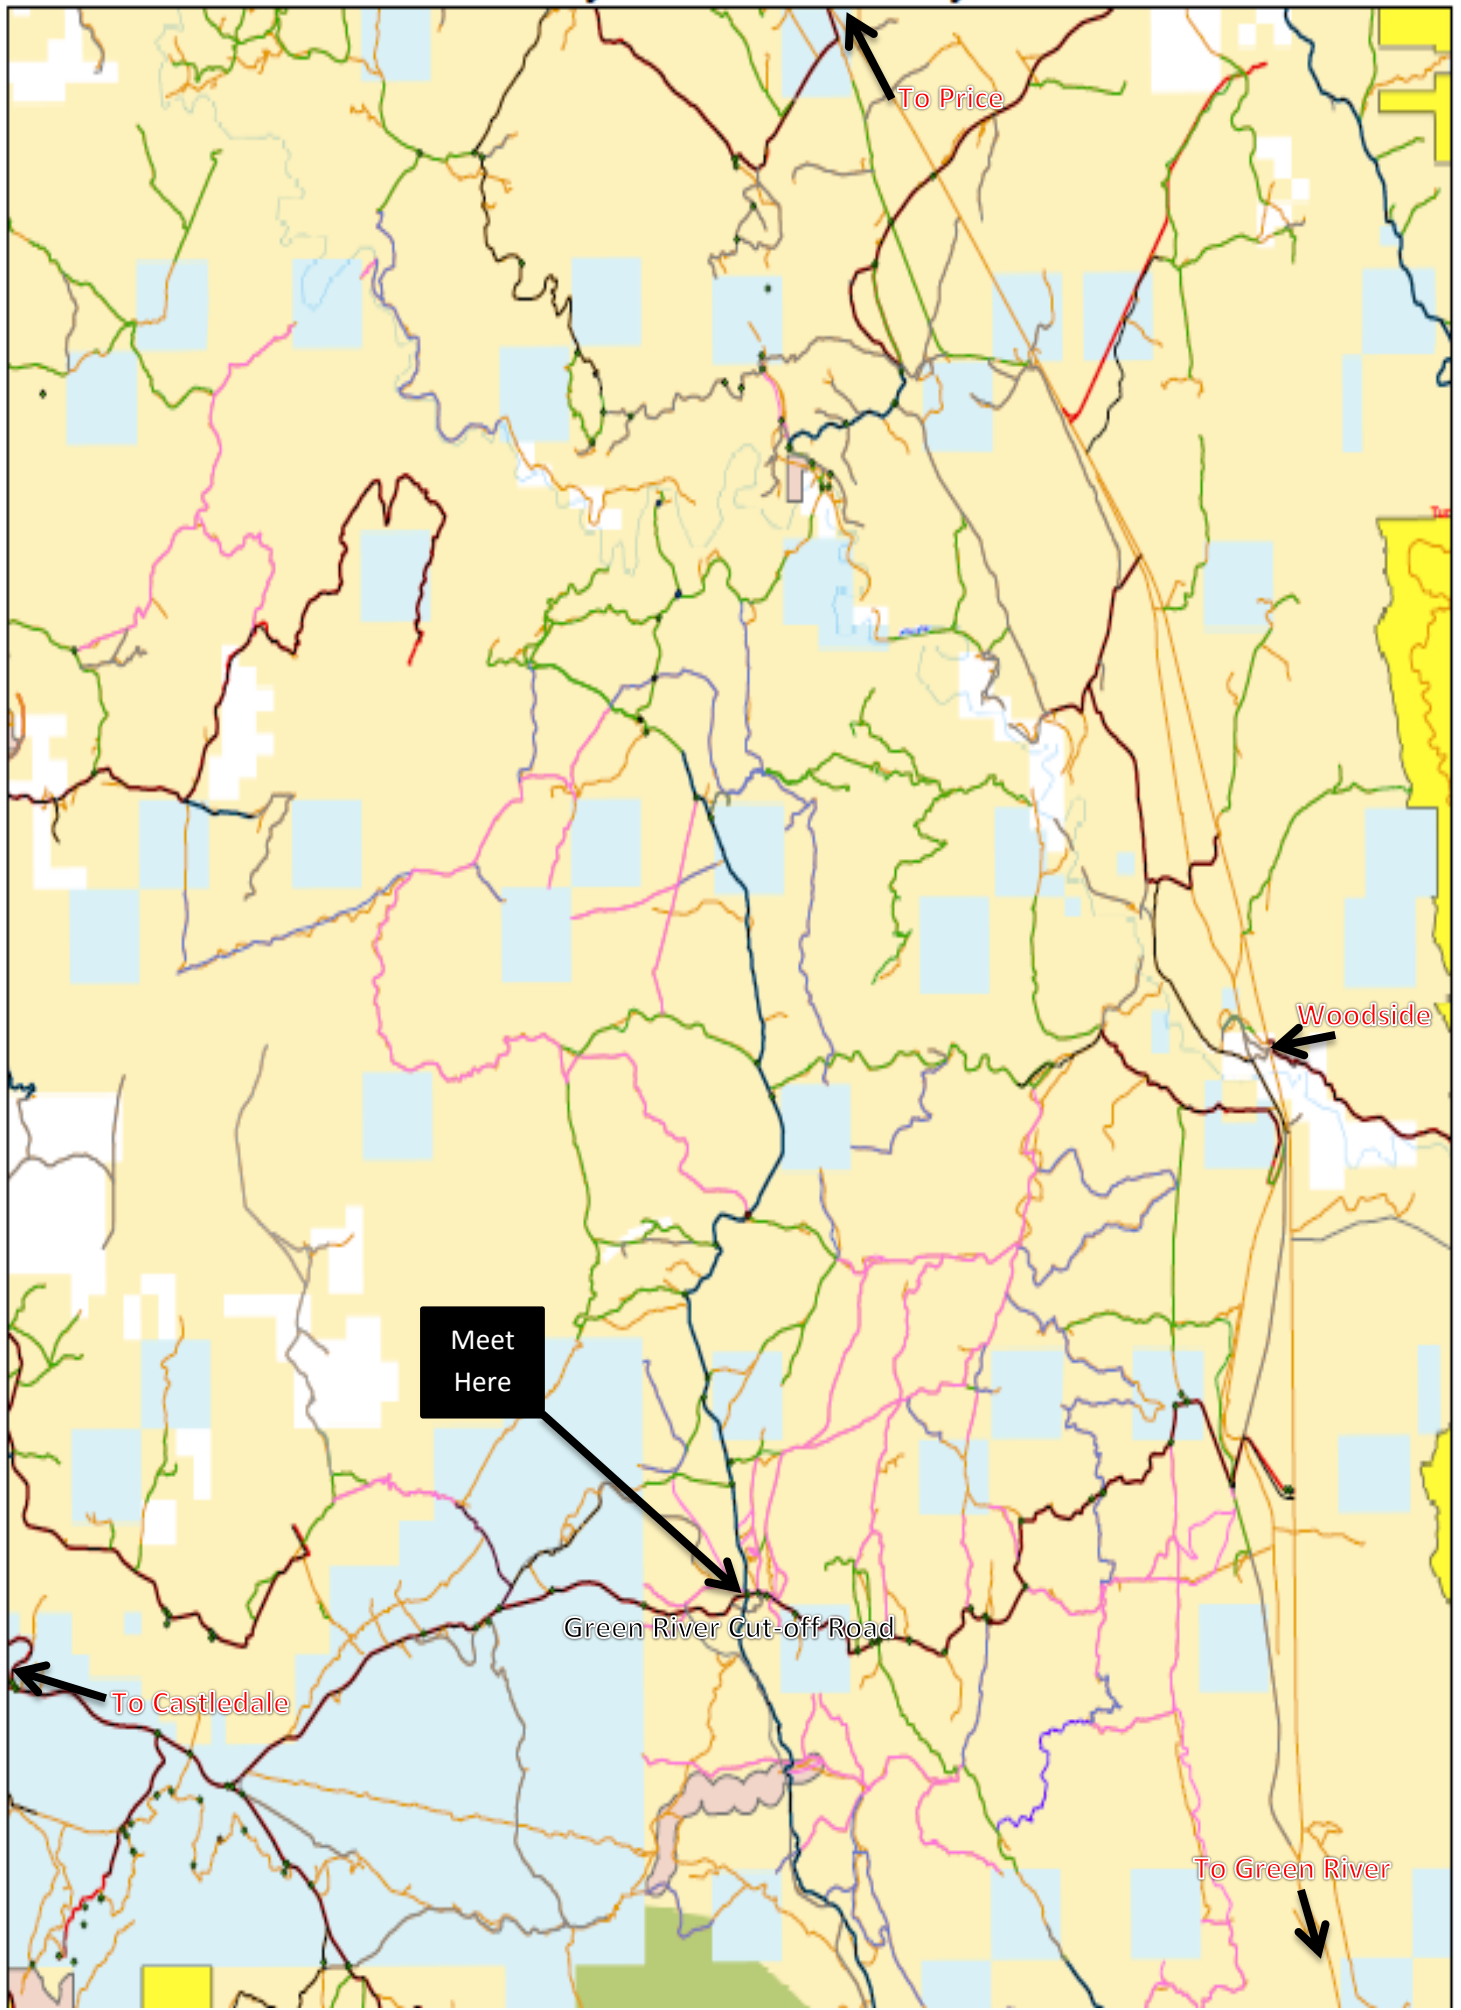 To Price
Woodside
Meet
Here
Green River Cut-off Road
To Castledale
To Green River